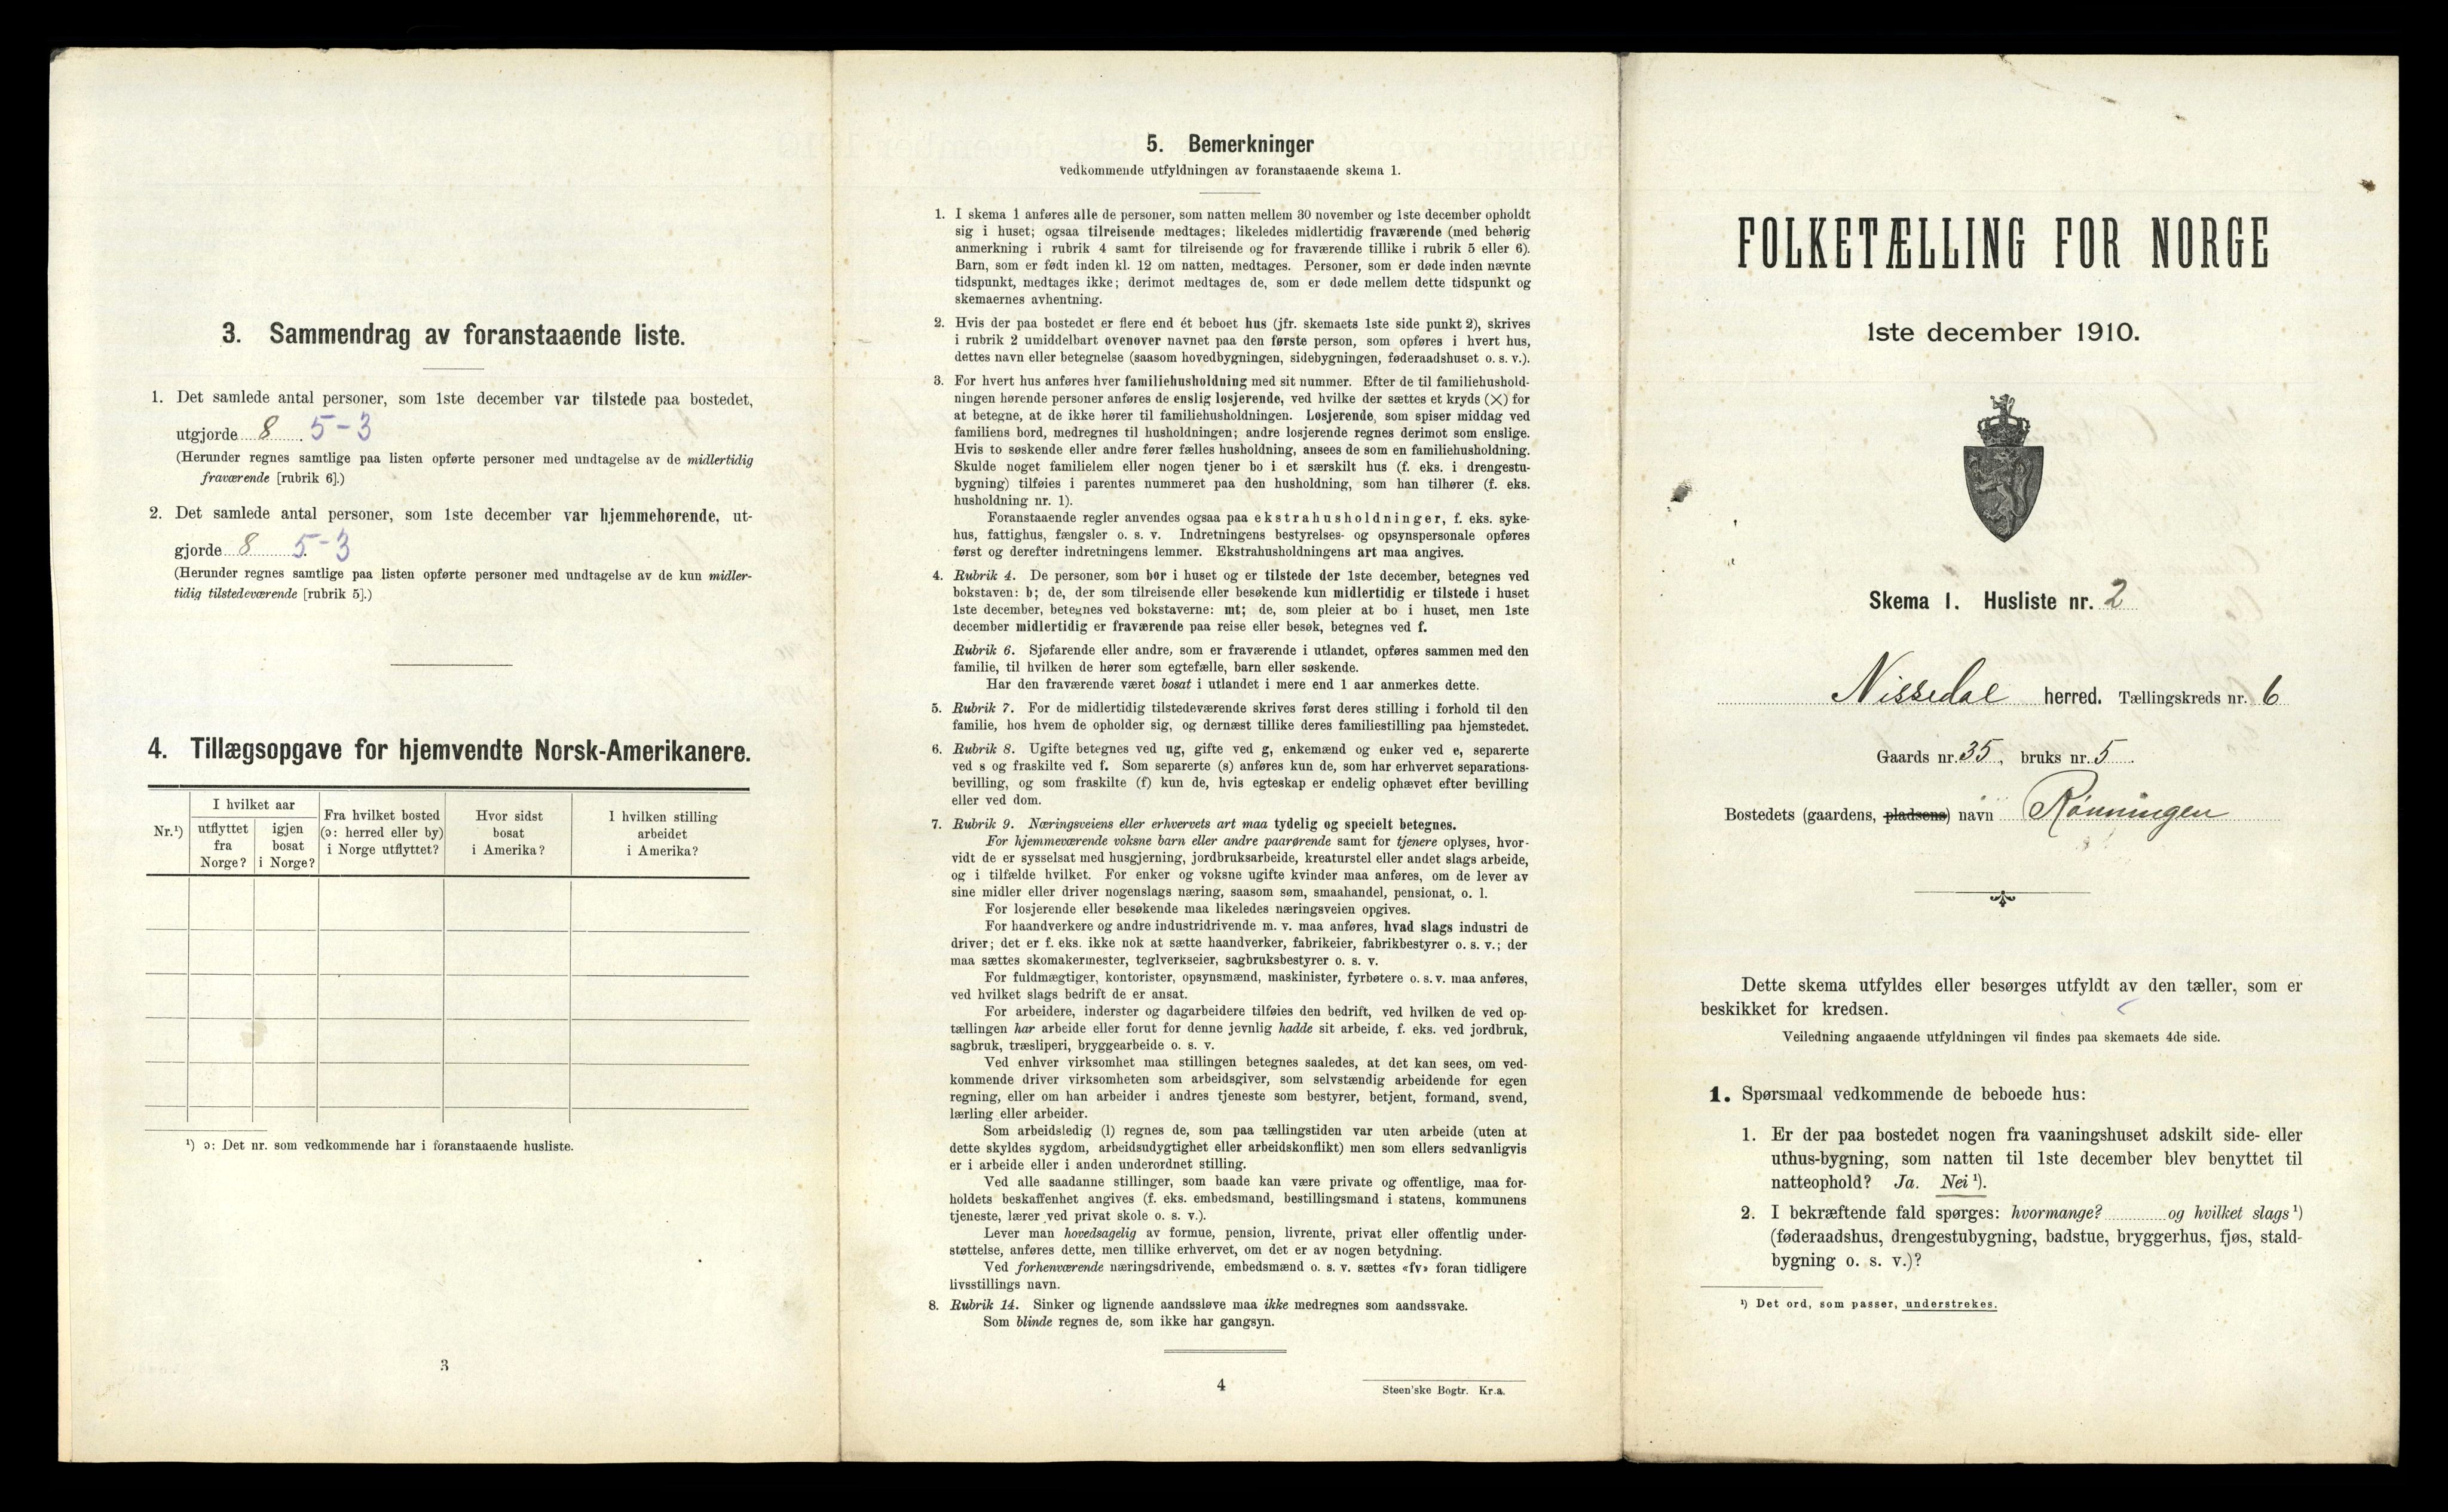 3. Sammendrag av foranstaaende liste.
1. Det samlede antal personer, som 1ste december var tilstede paa bostedet,
utgjorde 8 . 5-3
(Herunder regnes samtlige paa listen opførte personer med undtagelse av de midlertidig
fraværende [rubrik 6].)
2. Det samlede antal personer, som 1ste december var hjemmehørende, ut-
gjorde 8 5-3.
(Herunder regnes samtlige paa listen opførte personer med undtagelse av de kun midler-
tidig tilstedeværende [rubrik 5].)
4. Tillægsopgave for hjemvendte Norsk-Amerikanere.
Nr.¹)
I hvilket aar
utflyttet
fra
Norge?
igjen
bosat
i Norge?
Fra hvilket bosted
(ɔ: herred eller by)
i Norge utflyttet?
Hvor sidst
bosat
i Amerika?
I hvilken stilling
arbeidet
i Amerika?
¹) ɔ: Det nr. som vedkommende har i foranstaaende husliste.
3
5. Bemerkninger
vedkommende utfyldningen av foranstaaende skema 1.
1. I skema 1 anføres alle de personer, som natten mellem 30 november og 1ste december opholdt
sig i huset; ogsaa tilreisende medtages; likeledes midlertidig fraværende (med behørig
anmerkning i rubrik 4 samt for tilreisende og for fraværende tillike i rubrik 5 eller 6).
Barn, som er født inden kl. 12 om natten, medtages. Personer, som er døde inden nævnte
tidspunkt, medtages ikke; derimot medtages de, som er døde mellem dette tidspunkt og
skemaernes avhentning.
2. Hvis der paa bostedet er flere end ét beboet hus (jfr. skemaets 1ste side punkt 2), skrives
i rubrik 2 umiddelbart ovenover navnet paa den første person, som opføres i hvert hus,
dettes navn eller betegnelse (saasom hovedbygningen, sidebygningen, føderaadshuset o. s. v.).
3. For hvert hus anføres hver familiehusholdning med sit nummer. Efter de til familiehushold-
ningen hørende personer anføres de enslig losjerende, ved hvilke der sættes et kryds (×) for
at betegne, at de ikke hører til familiehusholdningen. Losjerende, som spiser middag ved
familiens bord, medregnes til husholdningen; andre losjerende regnes derimot som enslige.
Hvis to søskende eller andre fører fælles husholdning, ansees de som en familiehusholdning.
Skulde noget familielem eller nogen tjener bo i et særskilt hus (f. eks. i drengestu-
bygning) tilføies i parentes nummeret paa den husholdning, som han tilhører (f. eks.
husholdning nr. 1).
Foranstaaende regler anvendes ogsaa paa ekstrahusholdninger, f. eks. syke-
hus, fattighus, fængsler o. s. v. Indretningens bestyrelses- og opsynspersonale opføres
først og derefter indretningens lemmer. Ekstrahusholdningens art maa angives.
4. Rubrik 4. De personer, som bor i huset og er tilstede der 1ste december, betegnes ved
bokstaven: b; de, der som tilreisende eller besøkende kun midlertidig er tilstede i huset
1ste december, betegnes ved bokstaverne: mt; de, som pleier at bo i huset, men 1ste
december midlertidig er fraværende paa reise eller besøk, betegnes ved f.
Rubrik 6. Sjøfarende eller andre, som er fraværende i utlandet, opføres sammen med den
familie, til hvilken de hører som egtefælle, barn eller søskende.
Har den fraværende været bosat i utlandet i mere end 1 aar anmerkes dette.
5. Rubrik 7. For de midlertidig tilstedeværende skrives først deres stilling i forhold til den
familie, hos hvem de opholder sig, og dernæst tillike deres familiestilling paa hjemstedet.
6. Rubrik 8. Ugifte betegnes ved ug, gifte ved g, enkemænd og enker ved e, separerte
ved s og fraskilte ved f. Som separerte (s) anføres kun de, som har erhvervet separations-
bevilling, og som fraskilte (f) kun de, hvis egteskap er endelig ophævet efter bevilling
eller ved dom.
7. Rubrik 9. Næringsveiens eller erhvervets art maa tydelig og specielt betegnes.
For hjemmeværende voksne barn eller andre paarørende samt for tjenere oplyses, hvor-
vidt de er sysselsat med husgjerning, jordbruksarbeide, kreaturstel eller andet slags arbeide,
og i tilfælde hvilket. For enker og voksne ugifte kvinder maa anføres, om de lever av
sine midler eller driver nogenslags næring, saasom søm, smaahandel, pensionat, o. l.
For losjerende eller besøkende maa likeledes næringsveien opgives.
For haandverkere og andre industridrivende m. v. maa anføres, hvad slags industri de
driver; det er f. eks. ikke nok at sætte haandverker, fabrikeier, fabrikbestyrer o. s. v.; der
maa sættes skomakermester, teglverkseier, sagbruksbestyrer o. s. v.
For fuldmægtiger, kontorister, opsynsmænd, maskinister, fyrbøtere o. s. v. maa anføres,
ved hvilket slags bedrift de er ansat.
For arbeidere, inderster og dagarbeidere tilføies den bedrift, ved hvilken de ved op-
tællingen har arbeide eller forut for denne jevnlig hadde sit arbeide, f. eks. ved jordbruk,
sagbruk, træsliperi, bryggearbeide o. s. v.
Ved enhver virksomhet maa stillingen betegnes saaledes, at det kan sees, om ved-
kommende driver virksomheten som arbeidsgiver, som selvstændig arbeidende for egen
regning, eller om han arbeider i andres tjeneste som bestyrer, betjent, formand, svend,
lærling eller arbeider.
Som arbeidsledig (l) regnes de, som paa tællingstiden var uten arbeide (uten at
dette skyldes sygdom, arbeidsudygtighet eller arbeidskonflikt) men som ellers sedvanligvis
er i arbeide eller i anden underordnet stilling.
Ved alle saadanne stillinger, som baade kan være private og offentlige, maa for-
holdets beskaffenhet angives (f. eks. embedsmand, bestillingsmand i statens, kommunens
tjeneste, lærer ved privat skole o. s. v.).
Lever man hovedsagelig av formue, pension, livrente, privat eller offentlig under-
støttelse, anføres dette, men tillike erhvervet, om det er av nogen betydning.
Ved forhenværende næringsdrivende, embedsmænd o. s. v. sættes «fv» foran tidligere
livsstillings navn.
8. Rubrik 14. Sinker og lignende aandssløve maa ikke medregnes som aandssvake.
Som blinde regnes de, som ikke har gangsyn.
4
Steen'ske Bogtr. Kr.a.
FOLKETÆLLING FOR NORGE
1ste december 1910.
Skema I. Husliste nr. 2
Nissedal herred. Tællingskreds nr. 6
Gaards nr. 35, bruks nr. 5.
Bostedets (gaardens, pladsens) navn Rønningen
Dette skema utfyldes eller besørges utfyldt av den tæller, som er
beskikket for kredsen.
Veiledning angaaende utfyldningen vil findes paa skemaets 4de side.
1. Spørsmaal vedkommende de beboede hus:
1. Er der paa bostedet nogen fra vaaningshuset adskilt side- eller
uthus-bygning, som natten til 1ste december blev benyttet til
natteophold? Ja. Nei ¹).
2. I bekræftende fald spørges: hvormange? og hvilket slags ¹)
(føderaadshus, drengestubygning, badstue, bryggerhus, fjøs, stald-
bygning o. s. v.)?
¹) Det ord, som passer, understrekes.